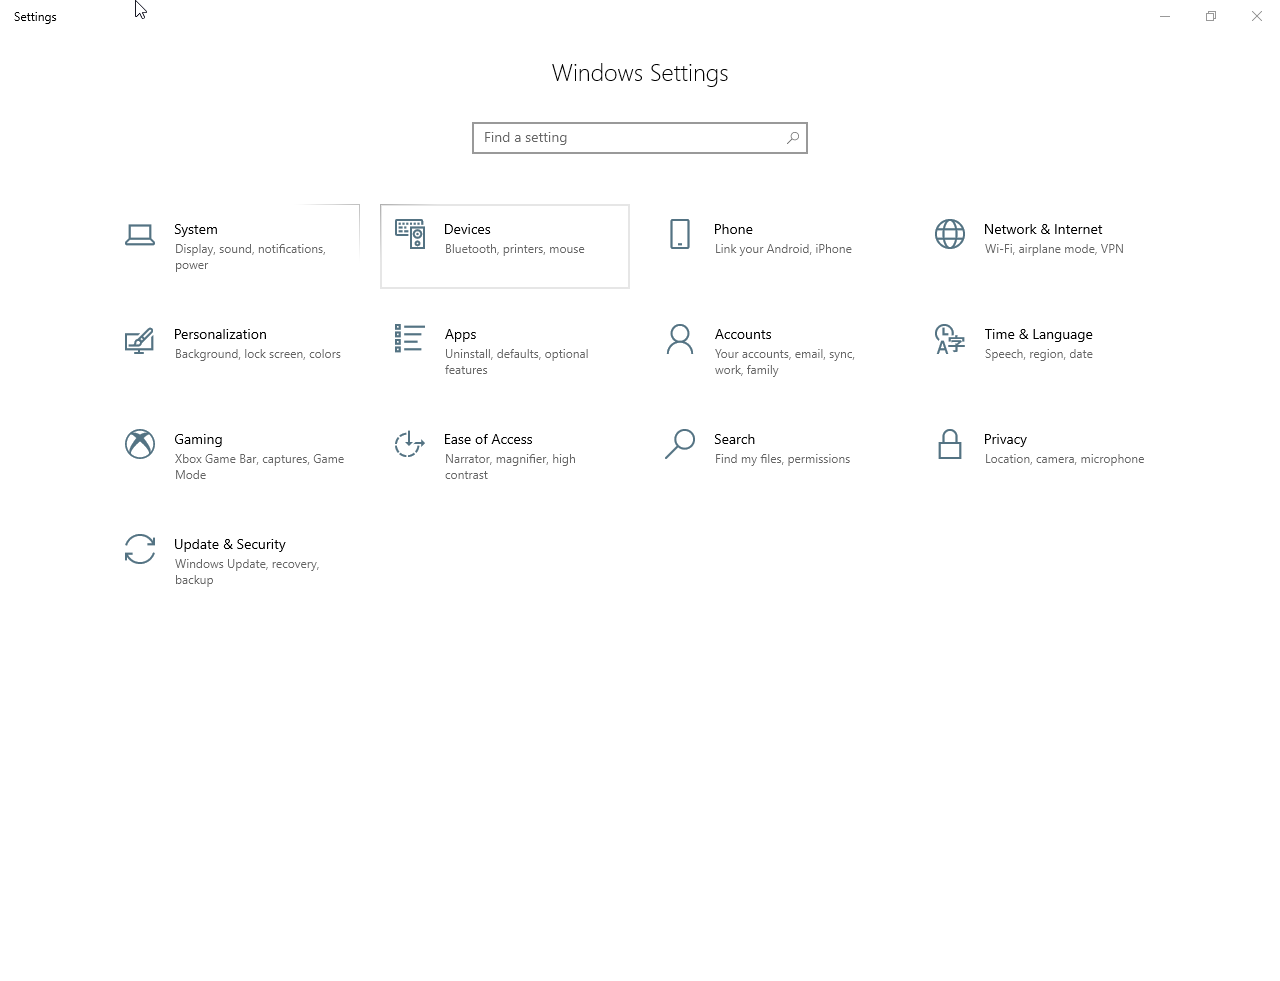 Settings
Windows Settings
Find a setting
System
Display, sound, notifications,
power
Devices
Bluetooth, printers, mouse
Phone
Link your Android, iPhone
Network & Internet
Wi-Fi, airplane mode, VPN
Personalization
Background, lock screen, colors
Apps
Uninstall, defaults, optional
features
Accounts
Your accounts, email, sync,
work, family
Time & Language
Speech, region, date
Gaming
Xbox Game Bar, captures, Game
Mode
Ease of Access
Narrator, magnifier, high
contrast
Search
Find my files, permissions
Privacy
Location, camera, microphone
Update & Security
Windows Update, recovery,
backup